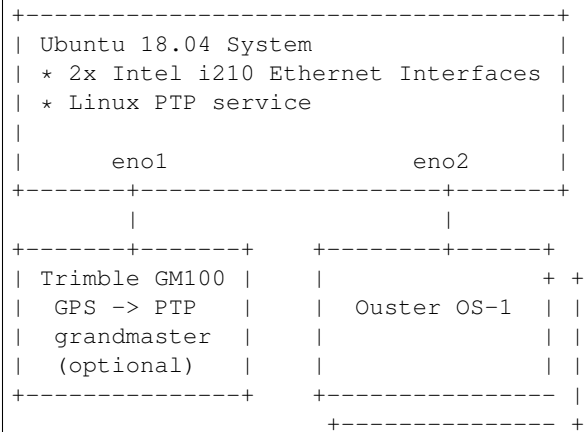 Ubuntu 18.04 System
* 2x Intel i210 Ethernet Interfaces
* Linux PTP service
eno1 eno2
Trimble GM100
GPS -> PTP Ouster OS-1
grandmaster
(optional)